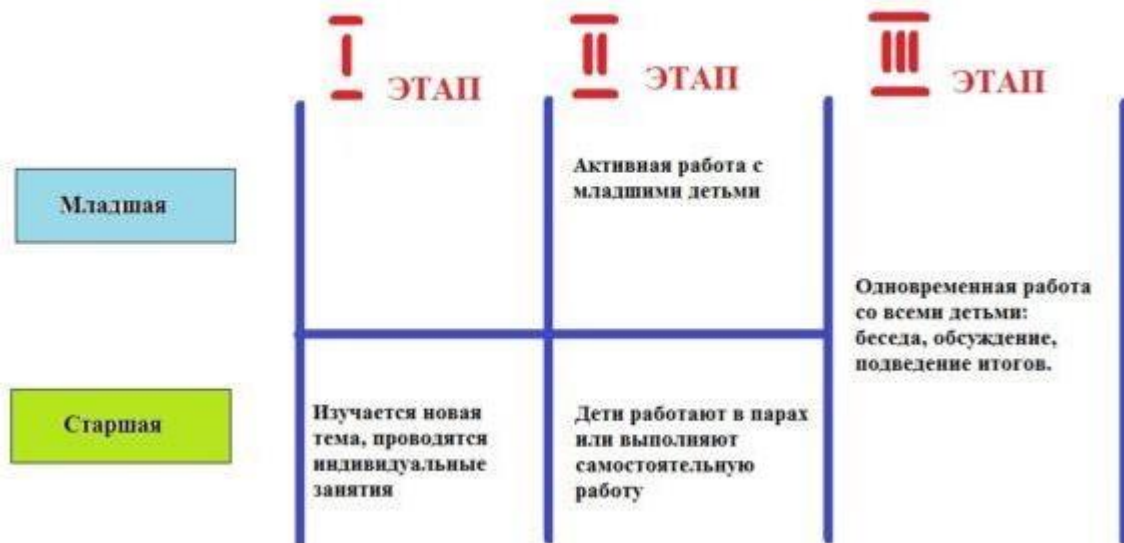 I ЭТАП
II ЭТАП
III ЭТАП
Младшая
Активная работа с
младшими детьми
Одновременная работа
со всеми детьми:
беседа, обсуждение,
подведение итогов.
Старшая
Изучается новая
тема, проводятся
индивидуальные
занятия
Дети работают в парах
или выполняют
самостоятельную
работу